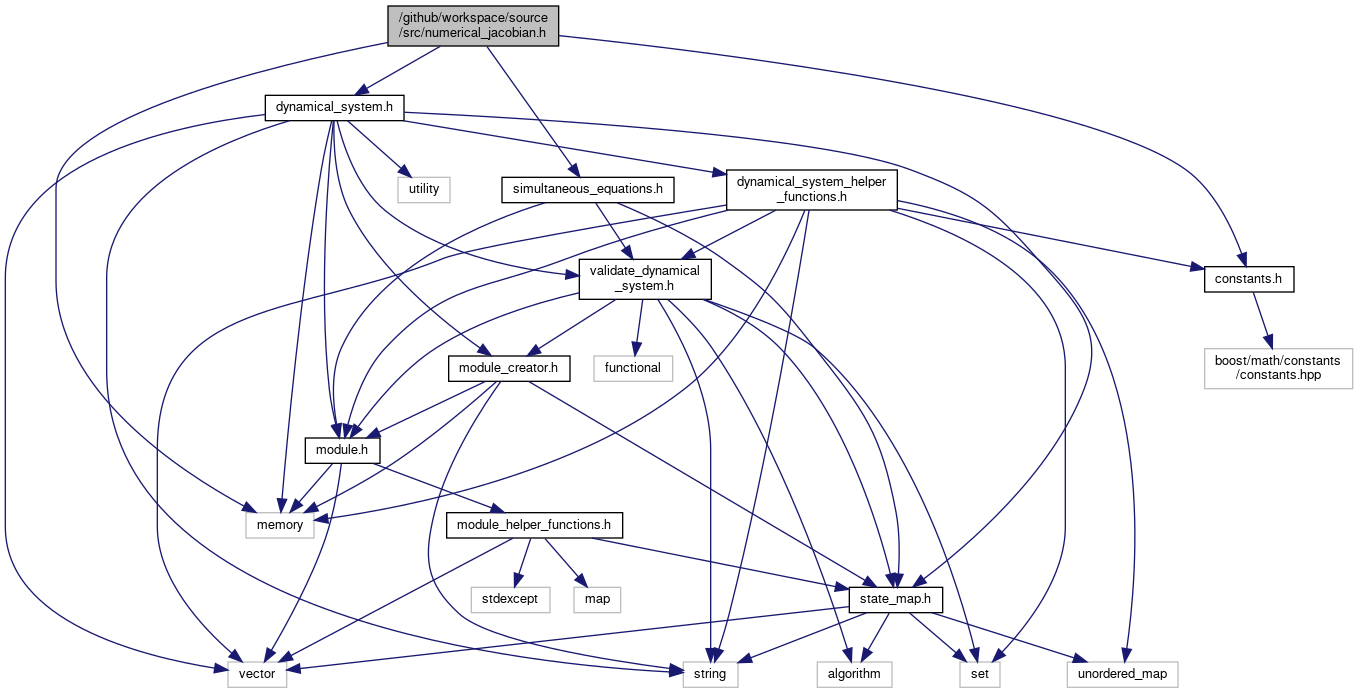 /github/workspace/source
/src/numerical_jacobian.h
dynamical_system.h
utility
simultaneous_equations.h
dynamical_system_helper
_functions.h
validate_dynamical
_system.h
constants.h
module_creator.h
functional
boost/math/constants
/constants.hpp
module.h
memory
module_helper_functions.h
stdexcept
map
state_map.h
vector
string
algorithm
set
unordered_map